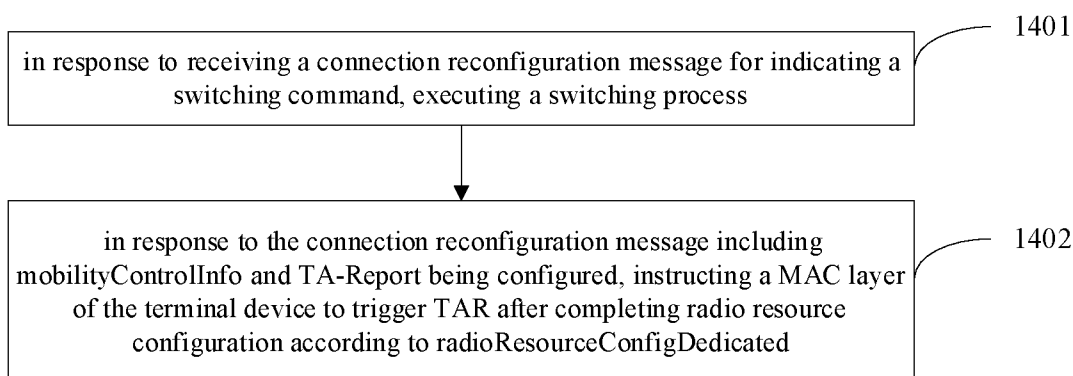 1401
in response to receiving a connection reconfiguration message for indicating a
switching command, executing a switching process
1402
in response to the connection reconfiguration message including
mobilityControlInfo and TA-Report being configured, instructing a MAC layer
of the terminal device to trigger TAR after completing radio resource
configuration according to radioResourceConfigDedicated